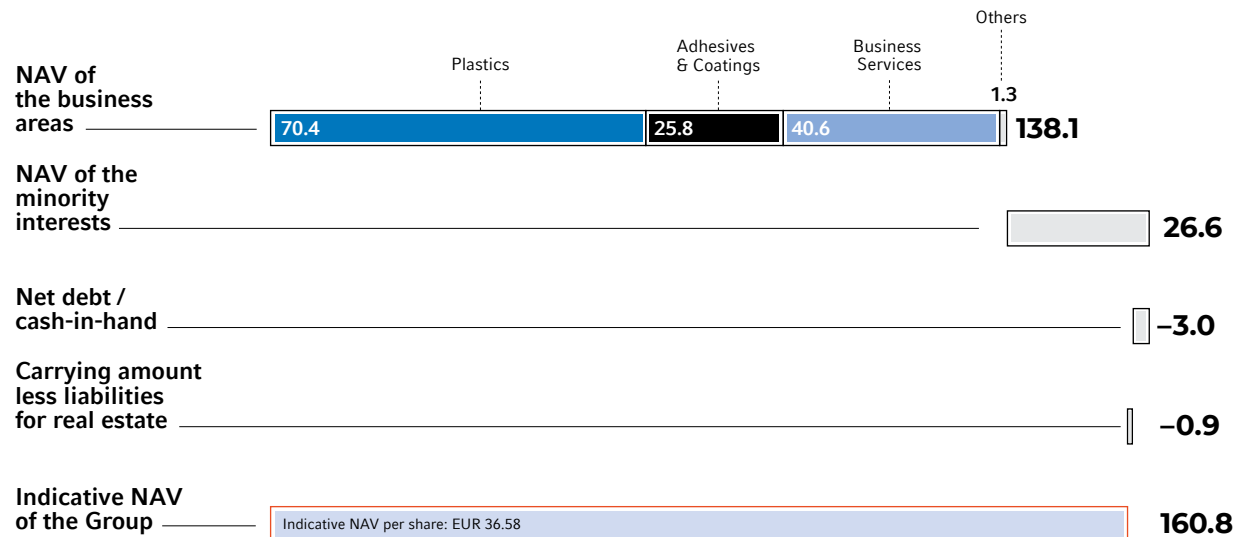 Others
Adhesives
& Coatings
Business
Services
Plastics
NAV of
the business
areas
1.3
70.4
25.8
40.6
138.1
NAV of the
minority
interests
26.6
Net debt /
cash-in-hand
–3.0
Carrying amount
less liabilities
for real estate
–0.9
Indicative NAV
of the Group
Indicative NAV per share: EUR 36.58
160.8